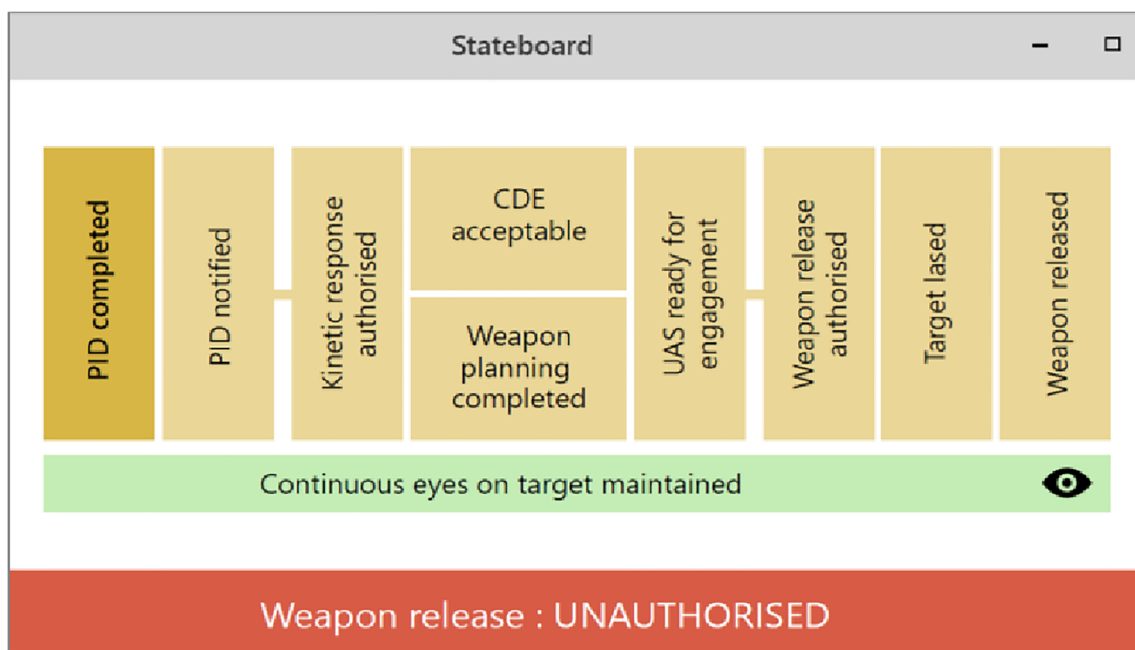 Stateboard
PID completed
PID notified
Kinetic response
authorised
CDE
acceptable
Weapon
planning
completed
UAS ready for
engagement
Weapon release
authorised
Target lased
Weapon released
Continuous eyes on target maintained
Weapon release : UNAUTHORISED